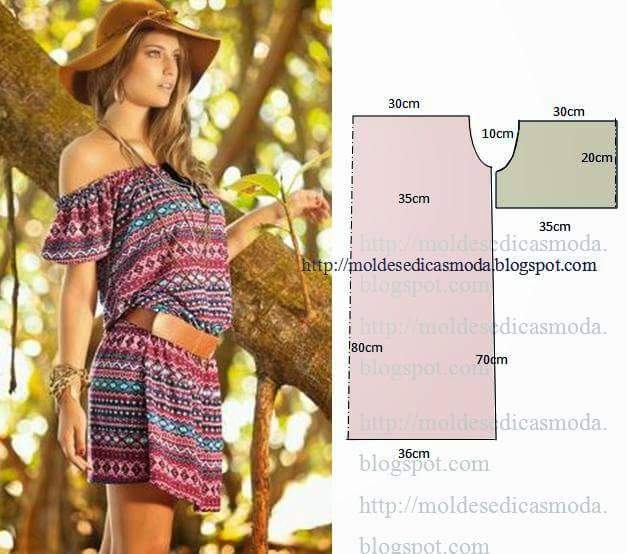 30cm
30cm
10cm
20cm
35cm
35cm
http://moldesedicasmoda.
http://moldesedicasmoda.blogspot.com
blogspot.com
http://moldesedicasmoda.
80cm
70cm
blogspot.com
http://moldesedicasmoda.
36cm
blogspot.com
http://moldesedicasmoda.
blogspot.com